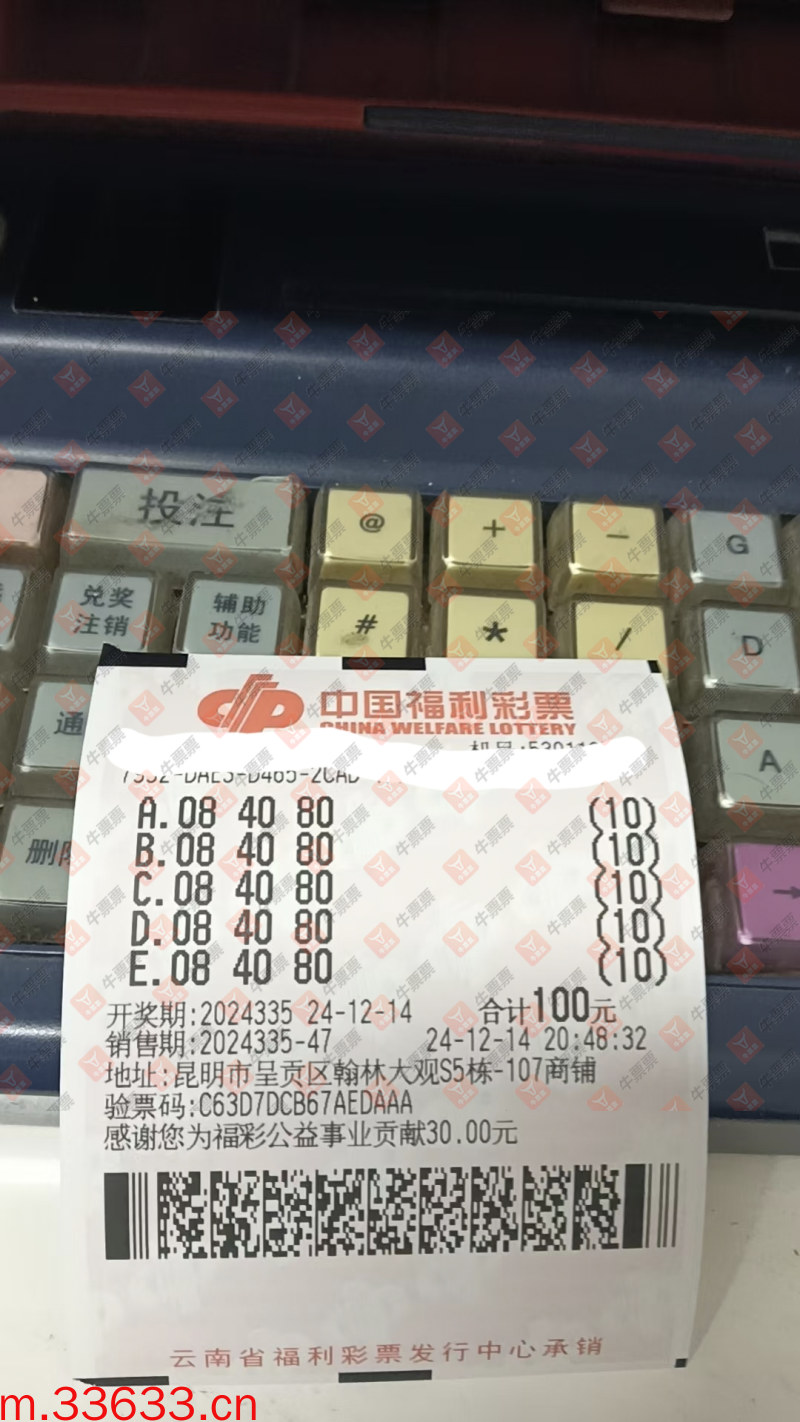 投注
@
+
-
G
兑奖
注销
辅助
功能
#
*
/
D
通
A
删除
中国福利彩票
CHINA WELFARE LOTTERY
A.08 40 80 (10)
B.08 40 80 (10)
C.08 40 80 (10)
D.08 40 80 (10)
E.08 40 80 (10)
开奖期:2024335 24-12-14 合计100元
销售期:2024335-47 24-12-14 20:48:32
地址:昆明市呈贡区翰林大观S5栋-107商铺
验票码:C63D7DCB67AEDAAA
感谢您为福彩公益事业贡献30.00元
云南省福利彩票发行中心承销
牛票票
m.33633.cn